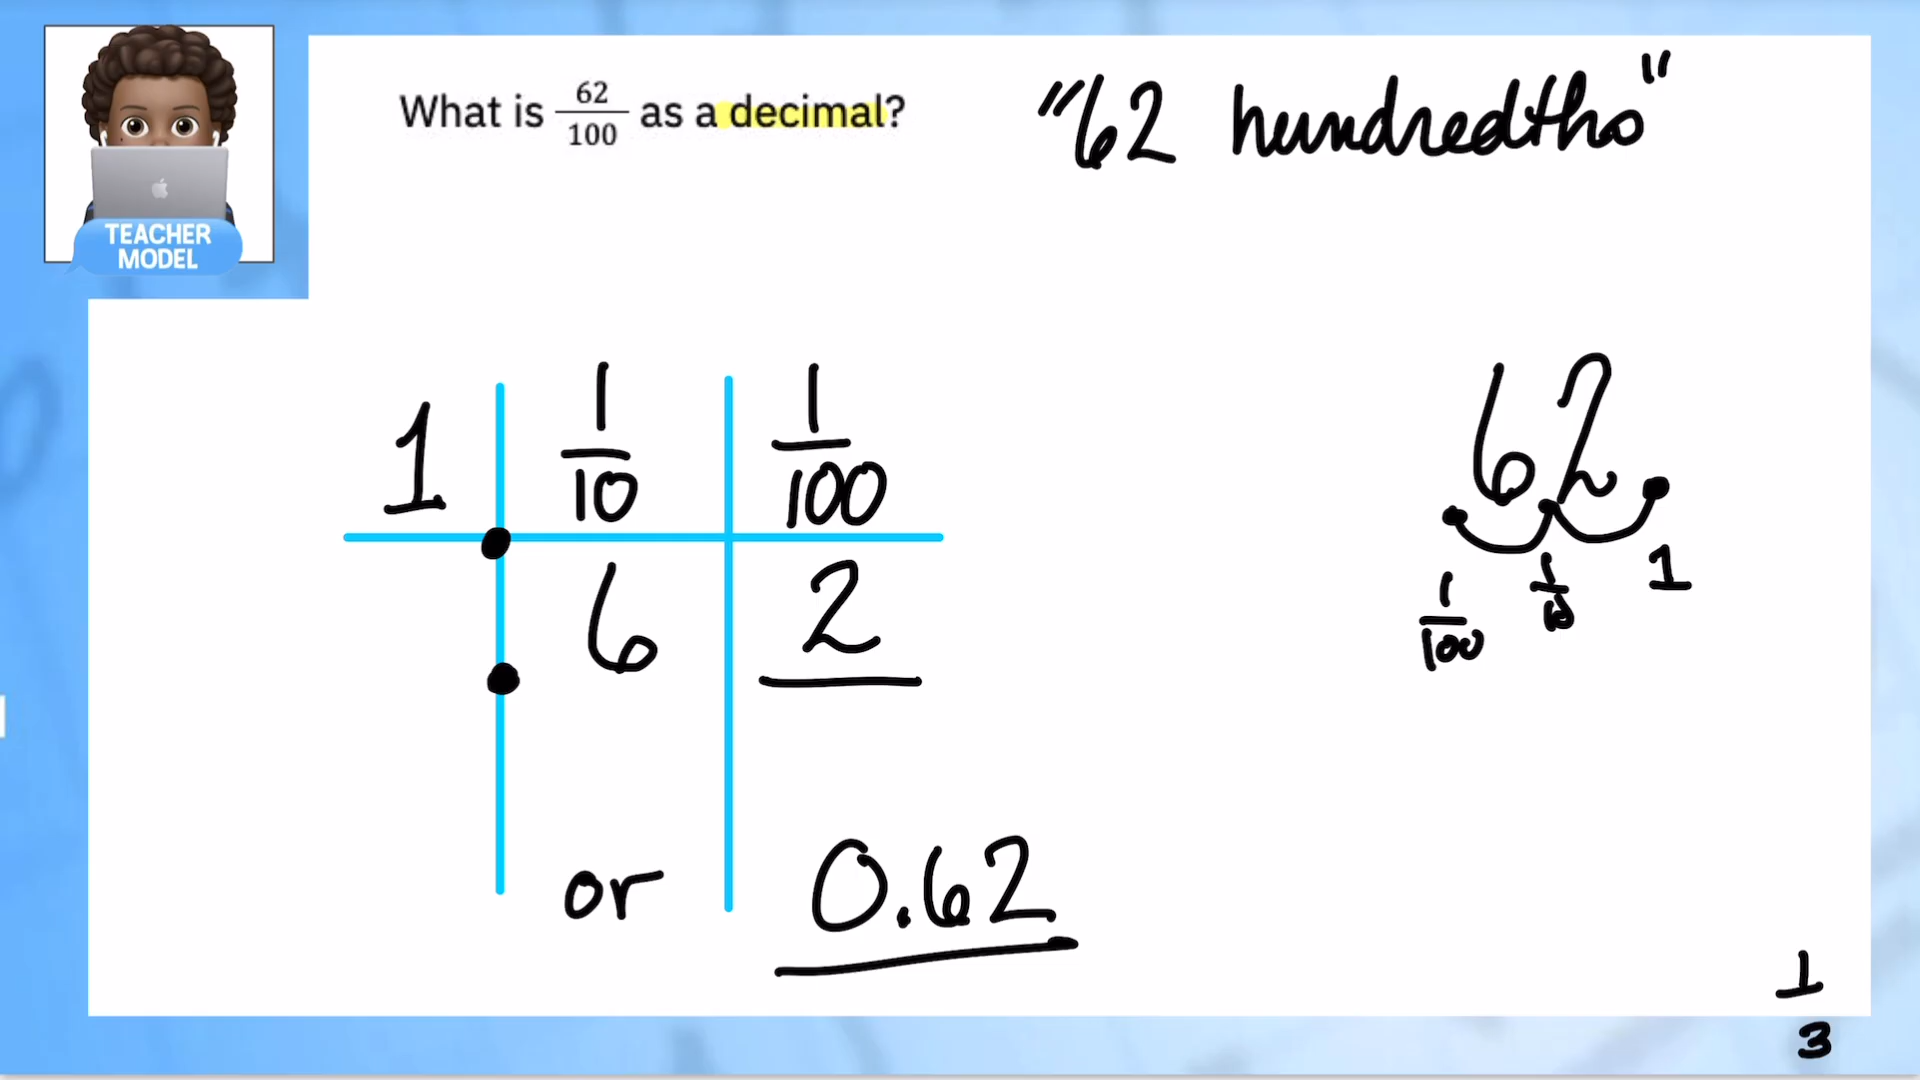 TEACHER
MODEL
What is 62/100 as a decimal?
"62 hundredths"
1 1/10 1/100
. 6 2
or 0.62
62
1/100 1/10 1
1/3